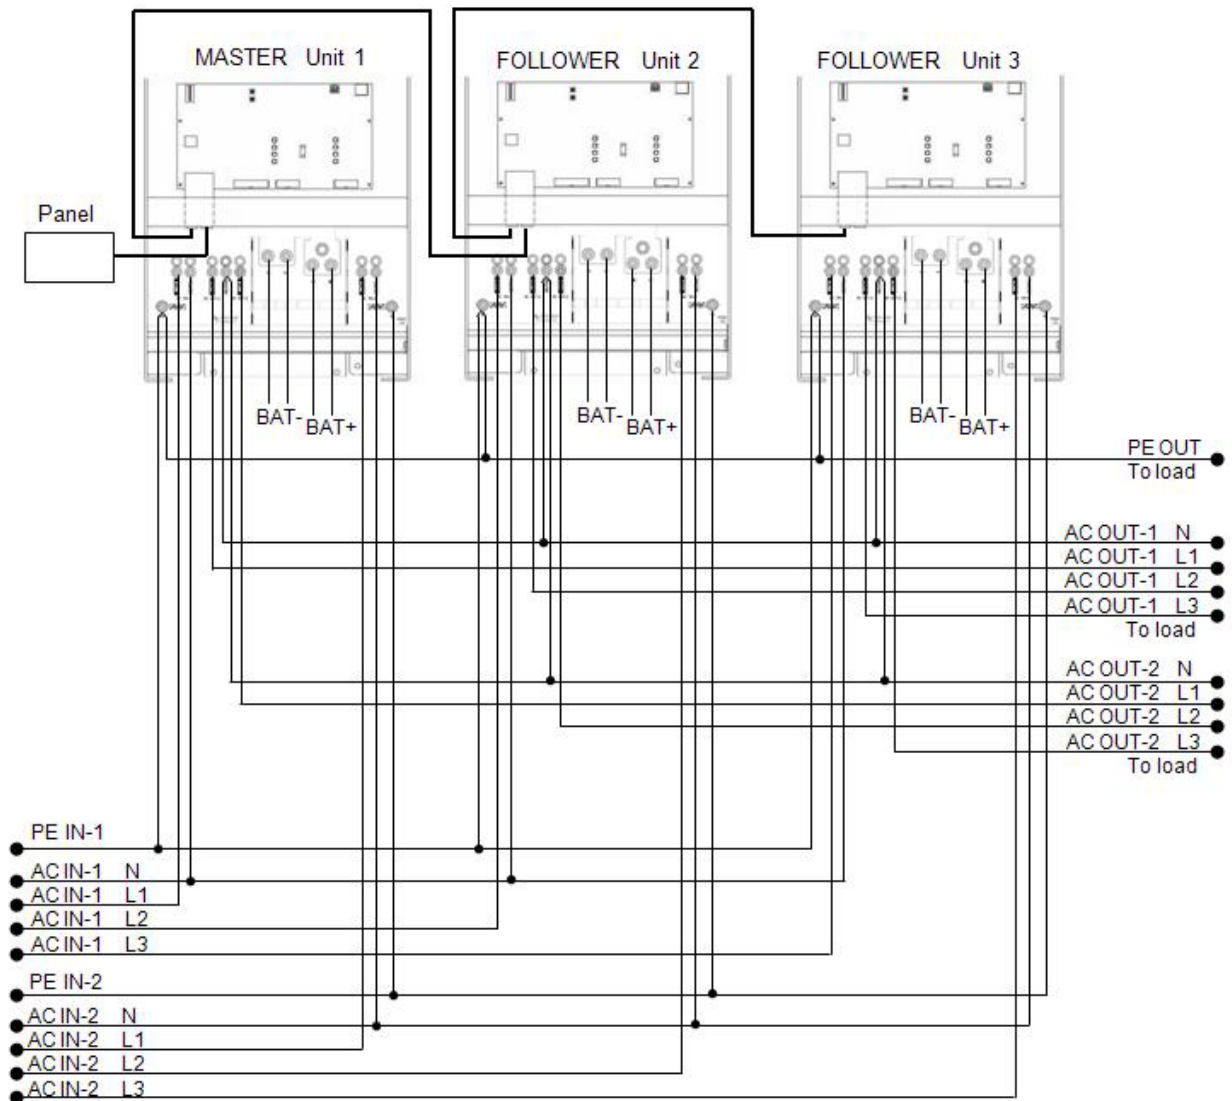 MASTER Unit 1
FOLLOWER Unit 2
FOLLOWER Unit 3
Panel
BAT-
BAT+
BAT-
BAT+
BAT-
BAT+
PE OUT
To load
AC OUT-1 N
AC OUT-1 L1
AC OUT-1 L2
AC OUT-1 L3
To load
AC OUT-2 N
AC OUT-2 L1
AC OUT-2 L2
AC OUT-2 L3
To load
PE IN-1
AC IN-1 N
AC IN-1 L1
AC IN-1 L2
AC IN-1 L3
PE IN-2
AC IN-2 N
AC IN-2 L1
AC IN-2 L2
AC IN-2 L3